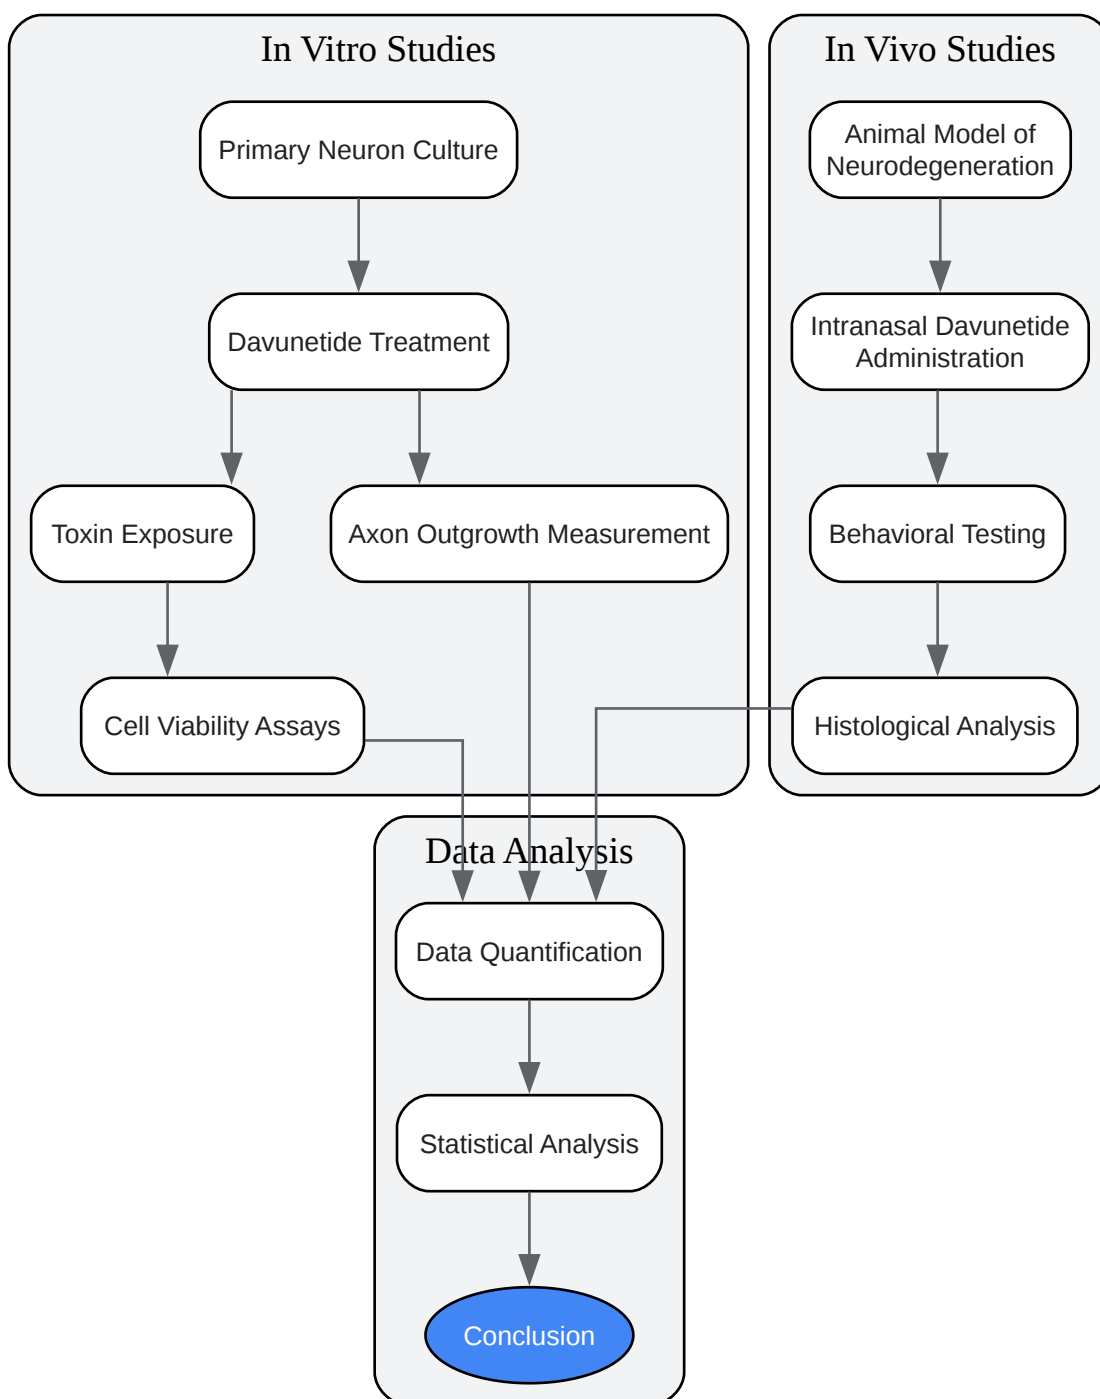 In Vitro Studies
Primary Neuron Culture
Davunetide Treatment
Toxin Exposure
Axon Outgrowth Measurement
Cell Viability Assays
In Vivo Studies
Animal Model of
Neurodegeneration
Intranasal Davunetide
Administration
Behavioral Testing
Histological Analysis
Data Analysis
Data Quantification
Statistical Analysis
Conclusion